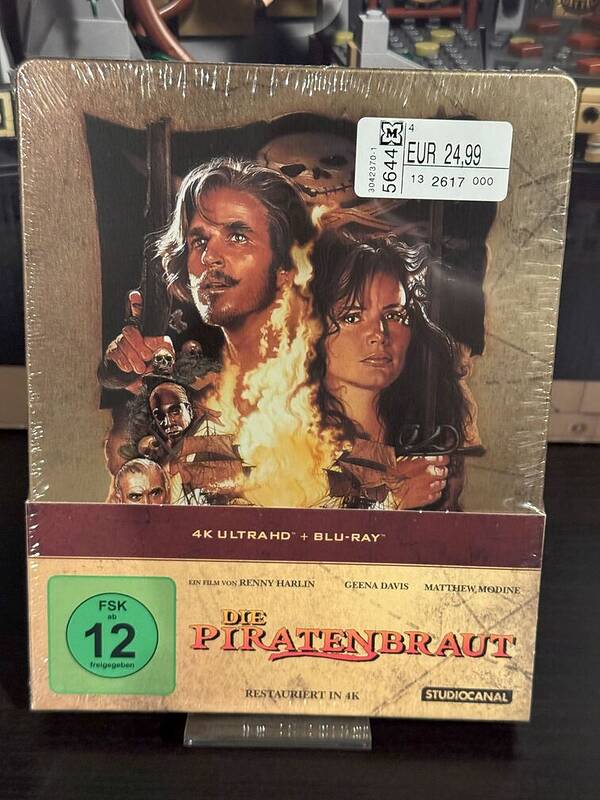 4
EUR 24,99
13 2617 000
5644
3042370-1
4K ULTRAHD™ + BLU-RAY™
EIN FILM VON RENNY HARLIN GEENA DAVIS MATTHEW MODINE
FSK
ab
12
freigegeben
DIE
PIRATENBRAUT
RESTAURIERT IN 4K
STUDIOCANAL